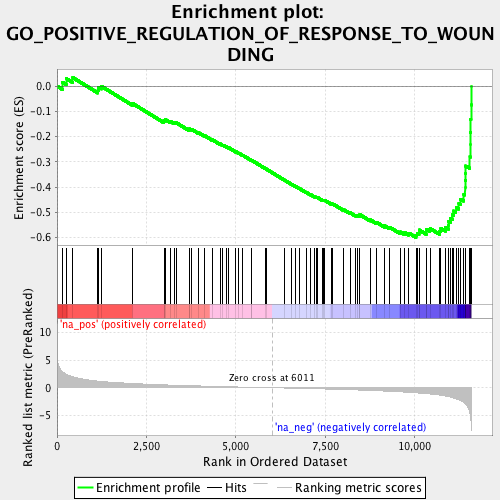 Enrichment plot:
GO_POSITIVE_REGULATION_OF_RESPONSE_TO_WOUN
DING
Enrichment score (ES)
0.0
-0.1
-0.2
-0.3
-0.4
-0.5
-0.6
'na_pos' (positively correlated)
Ranked list metric (PreRanked)
10
5
0
-5
Zero cross at 6011
'na_neg' (negatively correlated)
0
2,500
5,000
7,500
10,000
Rank in Ordered Dataset
Enrichment profile
Hits
Ranking metric scores